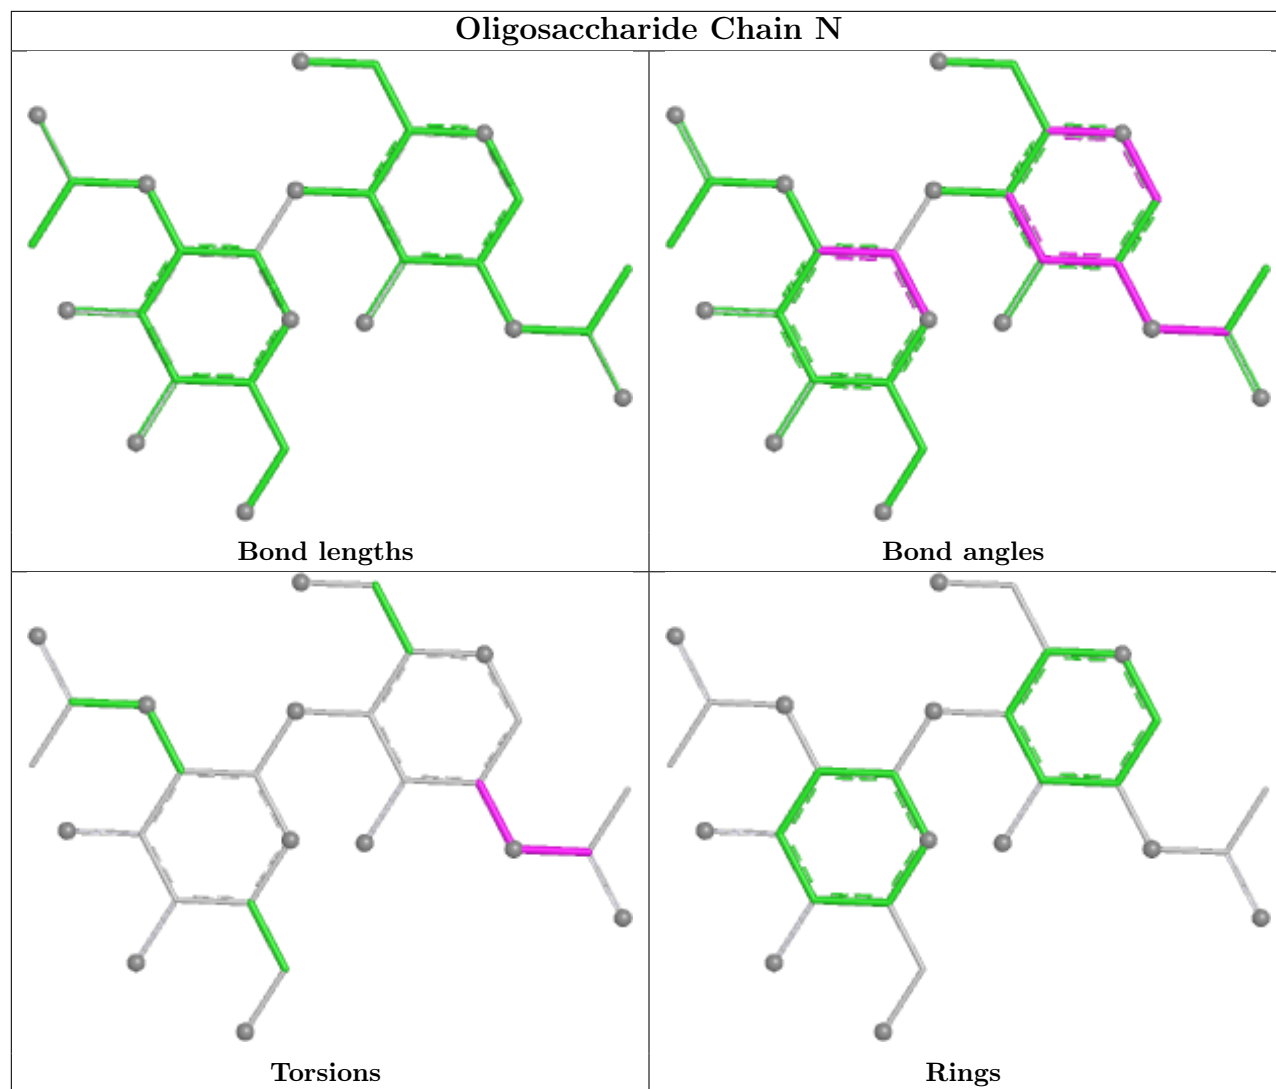 Oligosaccharide Chain N
Bond lengths
Bond angles
Torsions
Rings